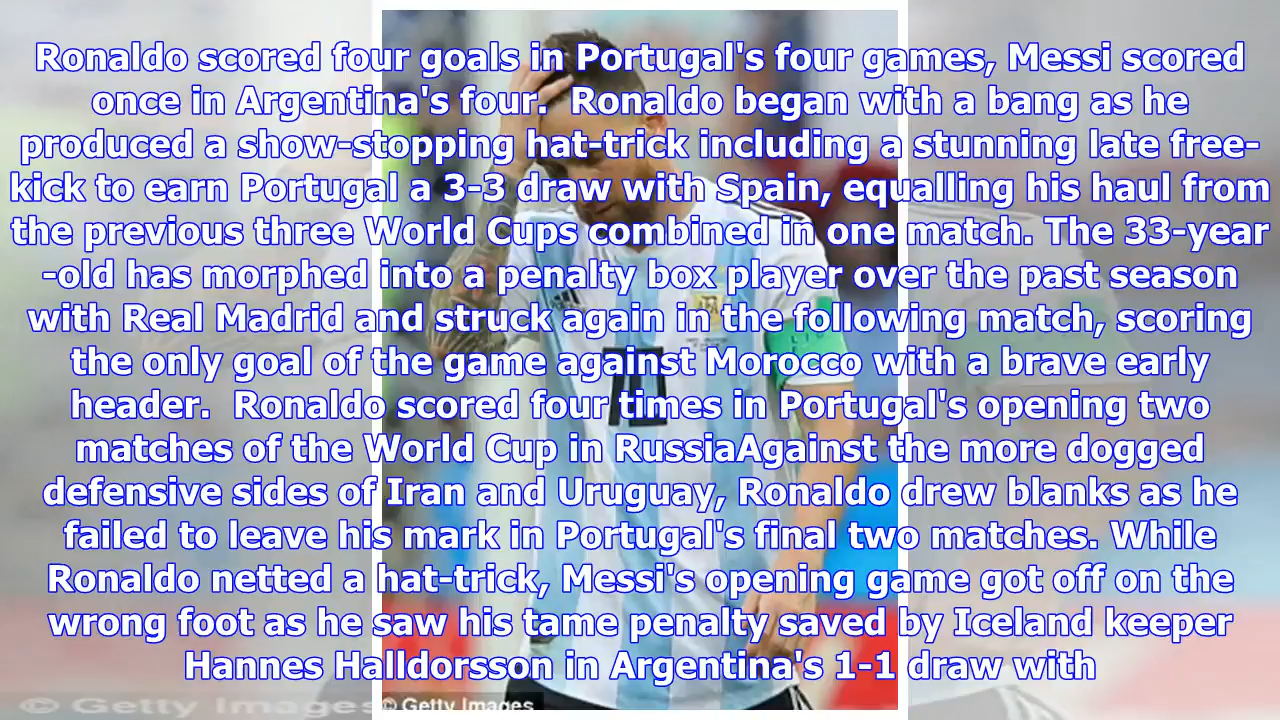 Ronaldo scored four goals in Portugal's four games, Messi scored
once in Argentina's four.  Ronaldo began with a bang as he
produced a show-stopping hat-trick including a stunning late free-
kick to earn Portugal a 3-3 draw with Spain, equalling his haul from
the previous three World Cups combined in one match. The 33-year
-old has morphed into a penalty box player over the past season
with Real Madrid and struck again in the following match, scoring
the only goal of the game against Morocco with a brave early
header.  Ronaldo scored four times in Portugal's opening two
matches of the World Cup in RussiaAgainst the more dogged
defensive sides of Iran and Uruguay, Ronaldo drew blanks as he
failed to leave his mark in Portugal's final two matches. While
Ronaldo netted a hat-trick, Messi's opening game got off on the
wrong foot as he saw his tame penalty saved by Iceland keeper
Hannes Halldorsson in Argentina's 1-1 draw with
10
© Getty Images
© Getty Images